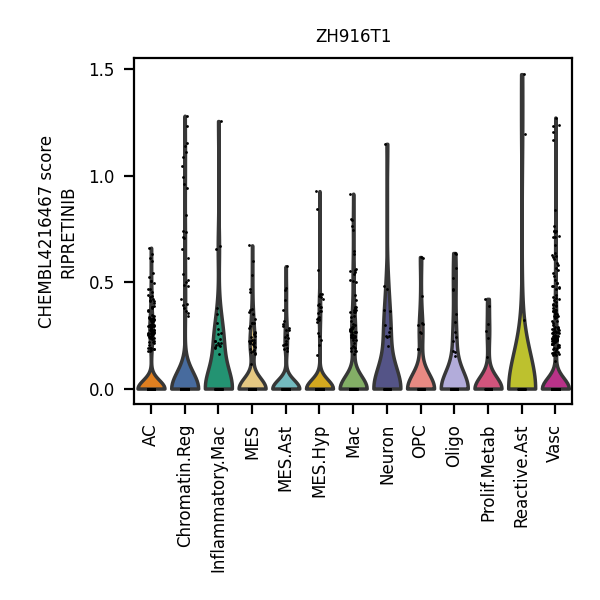 ZH916T1
CHEMBL4216467 score
RIPRETINIB
1.5
1.0
0.5
0.0
AC
Chromatin.Reg
Inflammatory.Mac
MES
MES.Ast
MES.Hyp
Mac
Neuron
OPC
Oligo
Prolif.Metab
Reactive.Ast
Vasc